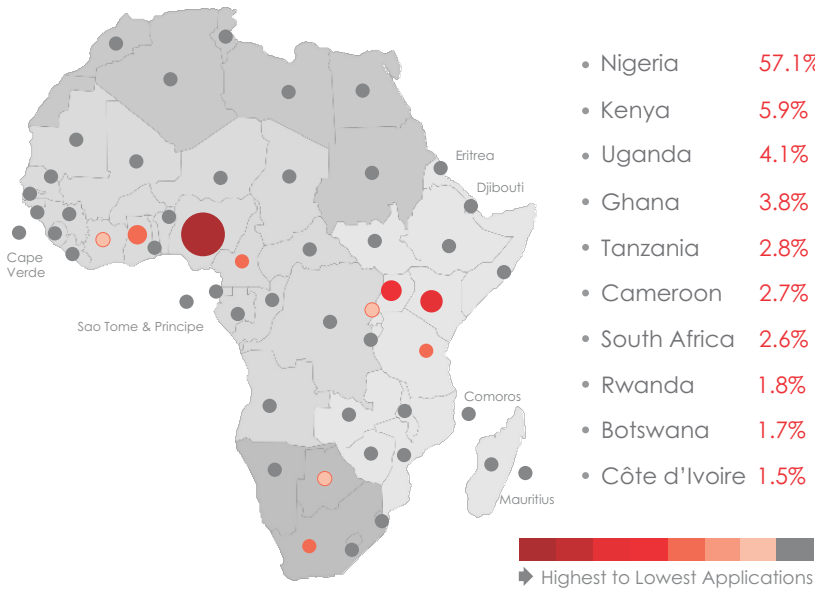 Nigeria 57.1%
Kenya 5.9%
Uganda 4.1%
Ghana 3.8%
Tanzania 2.8%
Cameroon 2.7%
South Africa 2.6%
Rwanda 1.8%
Botswana 1.7%
Côte d’Ivoire 1.5%
Eritrea
Djibouti
Cape
Verde
Sao Tome & Principe
Comoros
Mauritius
Highest to Lowest Applications